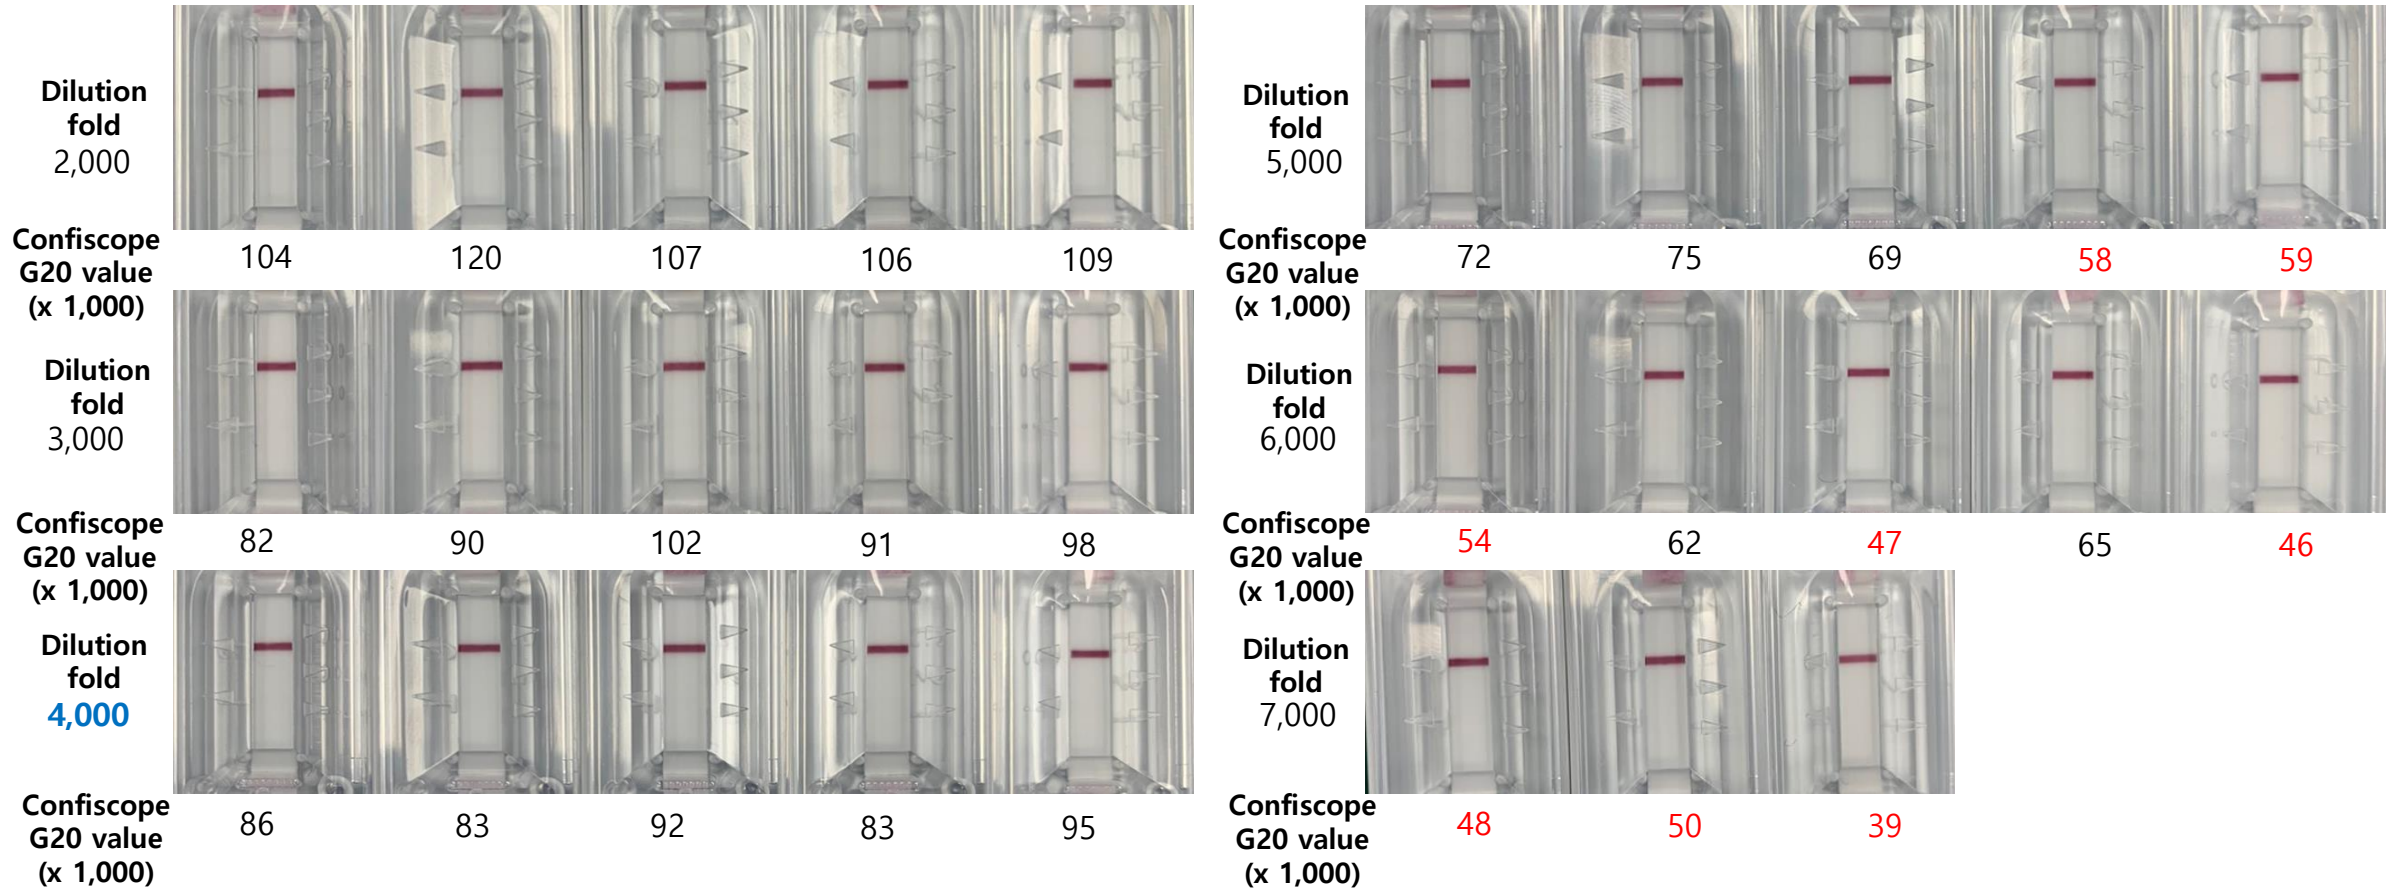 Dilution
fold
2,000
Confiscope
G20 value
(x 1,000)
104 120 107 106 109
Dilution
fold
3,000
Confiscope
G20 value
(x 1,000)
82 90 102 91 98
Dilution
fold
4,000
Confiscope
G20 value
(x 1,000)
86 83 92 83 95
Dilution
fold
5,000
Confiscope
G20 value
(x 1,000)
72 75 69 58 59
Dilution
fold
6,000
Confiscope
G20 value
(x 1,000)
54 62 47 65 46
Dilution
fold
7,000
Confiscope
G20 value
(x 1,000)
48 50 39